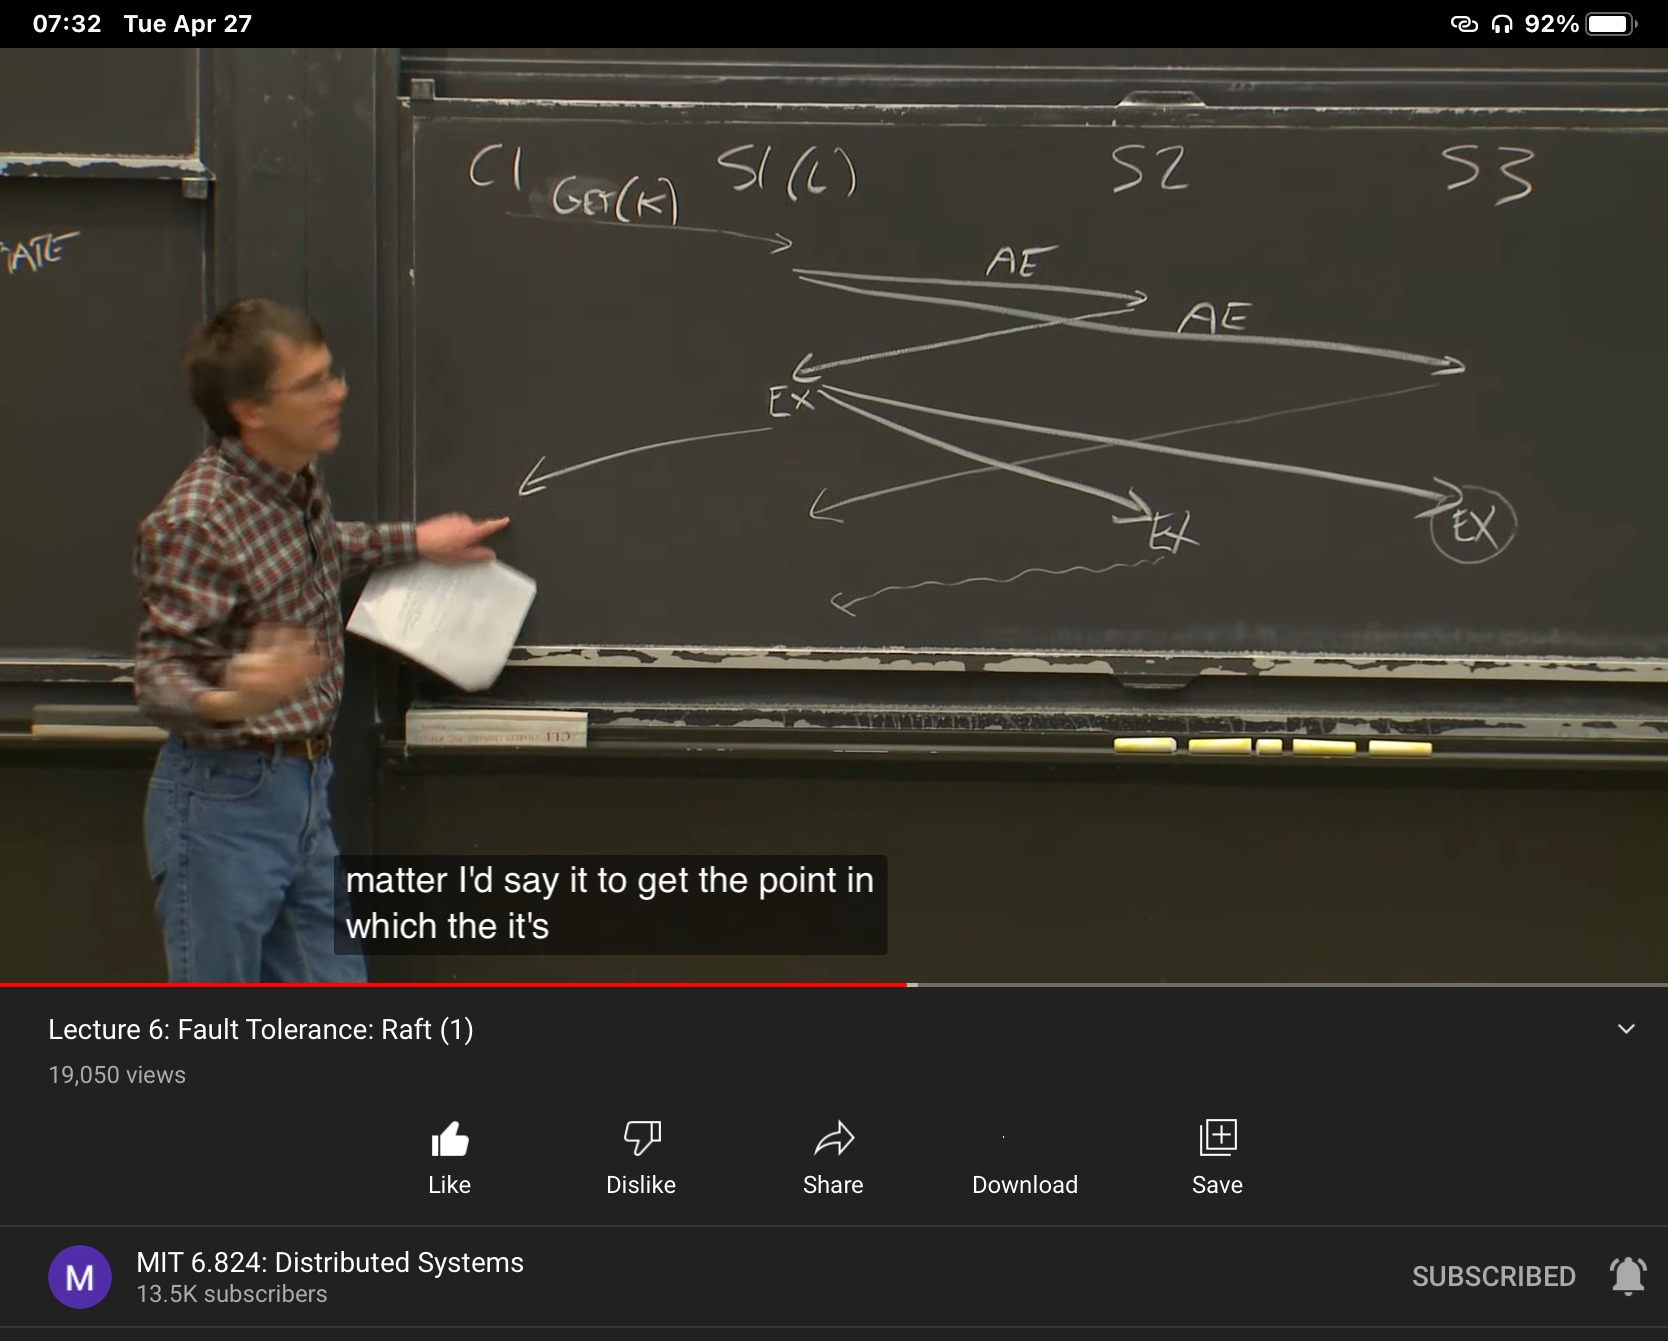 07:32 Tue Apr 27 92%
C1 GET(K) S1(L) S2 S3
ATE
AE
AE
EX
EX
EX
matter I'd say it to get the point in
which the it's
Lecture 6: Fault Tolerance: Raft (1)
19,050 views
Like Dislike Share Download Save
M
MIT 6.824: Distributed Systems
13.5K subscribers
SUBSCRIBED